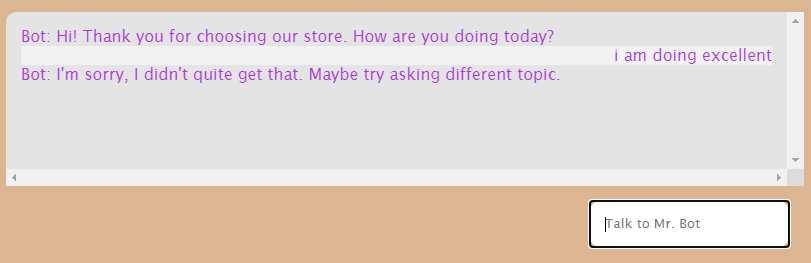 Bot: Hi! Thank you for choosing our store. How are you doing today?
i am doing excellent
Bot: I'm sorry, I didn't quite get that. Maybe try asking different topic.
Talk to Mr. Bot